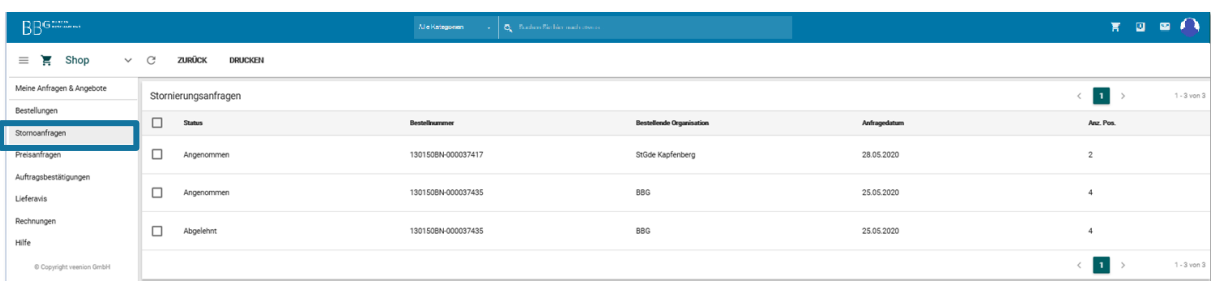 BBG
Alle Kategorien
Shop ZURÜCK DRUCKEN
Meine Anfragen & Angebote
Bestellungen
Stornoanfragen
Preisanfragen
Auftragsbestätigungen
Lieferavis
Rechnungen
Hilfe
© Copyright veenion GmbH
Stornierungsanfragen < 1 > 1 - 3 von 3
Status Bestellnummer Bestellende Organisation Anfragedatum Anz. Pos.
Angenommen 130150BN-000037417 StGde Kapfenberg 28.05.2020 2
Angenommen 130150BN-000037435 BBG 25.05.2020 4
Abgelehnt 130150BN-000037435 BBG 25.05.2020 4
< 1 > 1 - 3 von 3